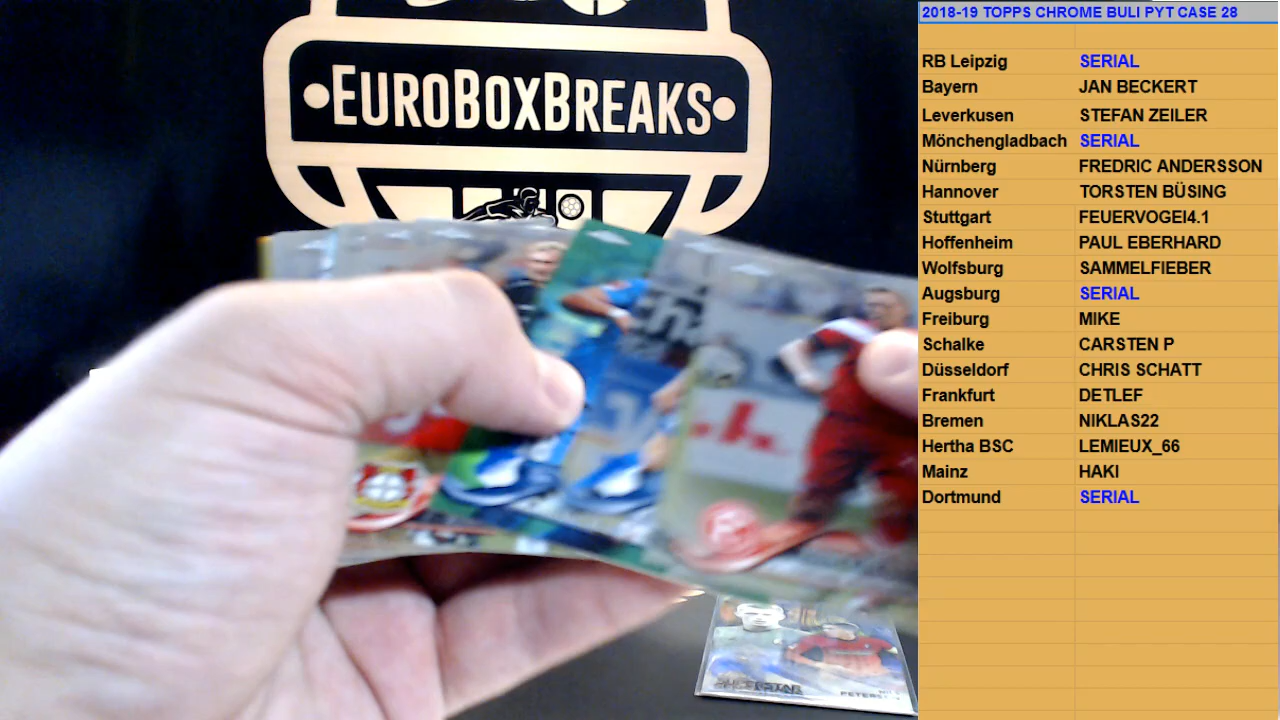 EUROBOXBREAKS
2018-19 TOPPS CHROME BULI PYT CASE 28
RB Leipzig SERIAL
Bayern JAN BECKERT
Leverkusen STEFAN ZEILER
Mönchengladbach SERIAL
Nürnberg FREDRIC ANDERSSON
Hannover TORSTEN BÜSING
Stuttgart FEUERVOGEl4.1
Hoffenheim PAUL EBERHARD
Wolfsburg SAMMELFIEBER
Augsburg SERIAL
Freiburg MIKE
Schalke CARSTEN P
Düsseldorf CHRIS SCHATT
Frankfurt DETLEF
Bremen NIKLAS22
Hertha BSC LEMIEUX_66
Mainz HAKI
Dortmund SERIAL